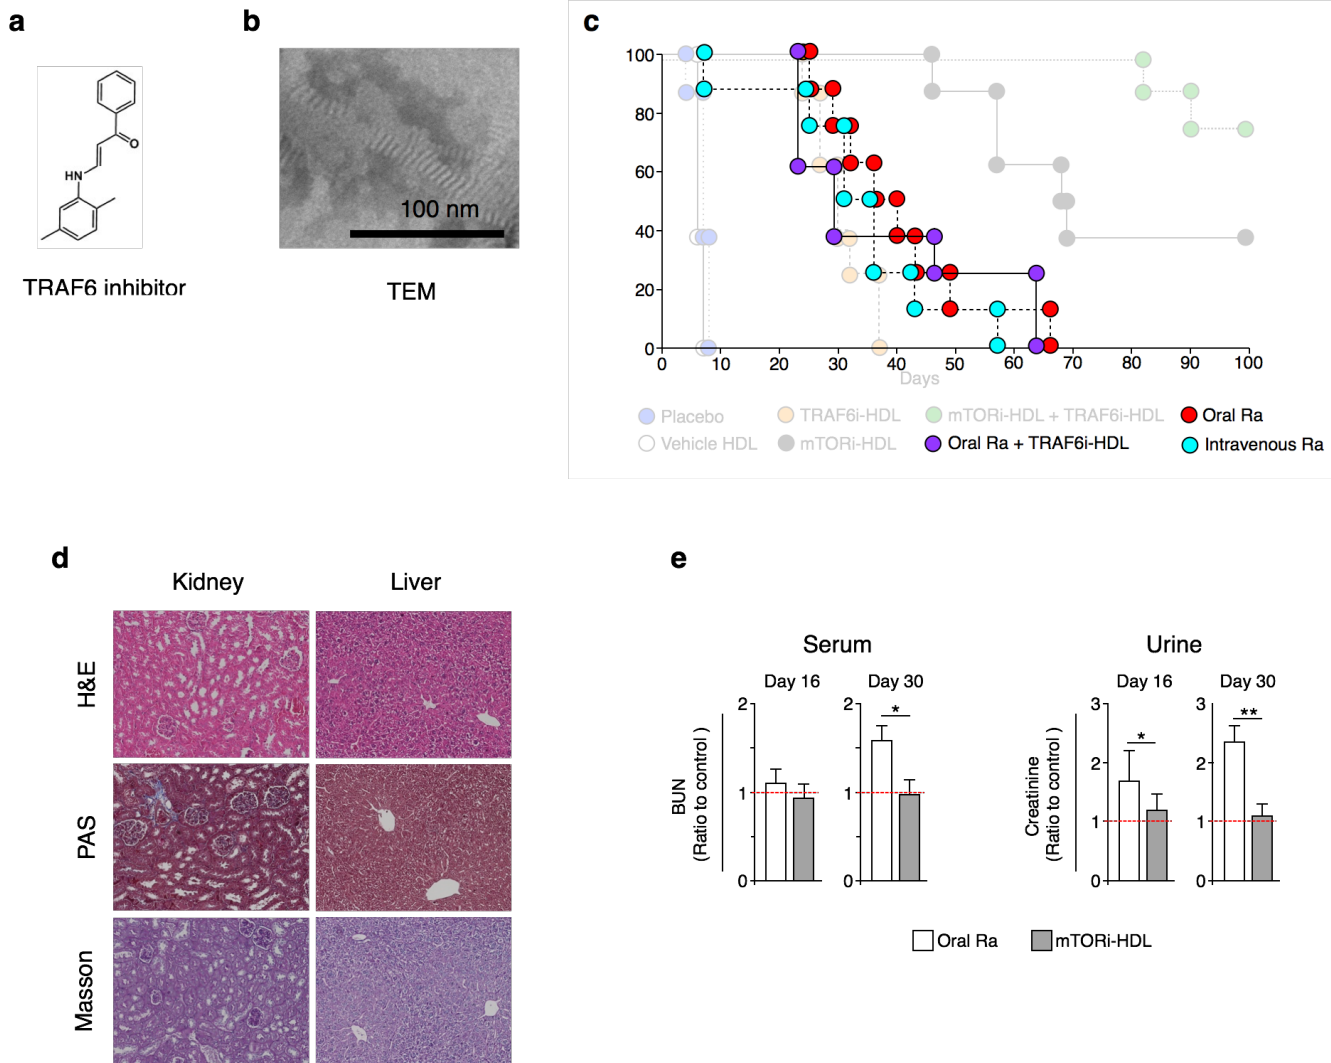 a
b
c
O
HN
TRAF6 inhibitor
100 nm
TEM
100
80
60
40
20
0
0 10 20 30 40 50 60 70 80 90 100
Days
Placebo
TRAF6i-HDL
mTORi-HDL + TRAF6i-HDL
Oral Ra
Vehicle HDL
mTORi-HDL
Oral Ra + TRAF6i-HDL
Intravenous Ra
d
Kidney Liver
H&E
PAS
Masson
e
Serum
Urine
Day 16 Day 30
Day 16 Day 30
BUN
(Ratio to control )
2
1
0
2
1
0
*
Creatinine
(Ratio to control )
3
2
1
0
*
3
2
1
0
**
Oral Ra mTORi-HDL